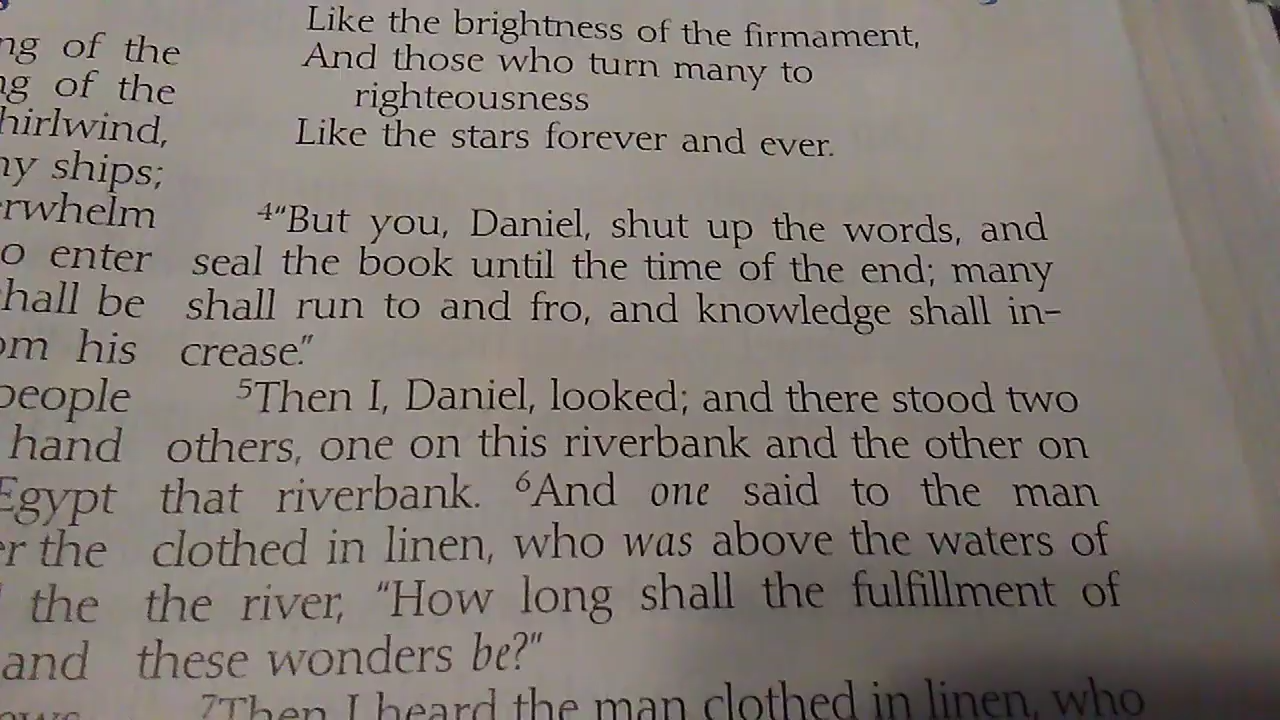 ng of the
ng of the
hirlwind,
ny ships;
rwhelm
o enter
hall be
om his
people
hand
Egypt
er the
the
and
Like the brightness of the firmament,
And those who turn many to
righteousness
Like the stars forever and ever.
4"But you, Daniel, shut up the words, and
seal the book until the time of the end; many
shall run to and fro, and knowledge shall in-
crease."
5Then I, Daniel, looked; and there stood two
others, one on this riverbank and the other on
that riverbank. 6And one said to the man
clothed in linen, who was above the waters of
the river, "How long shall the fulfillment of
these wonders be?"
7Then I heard the man clothed in linen, who